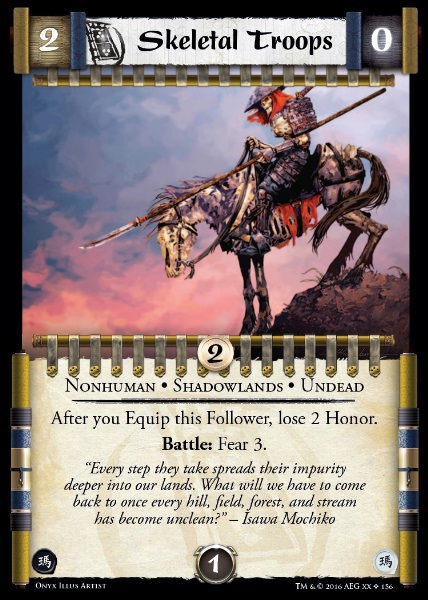 2 Skeletal Troops 0
2
Nonhuman • Shadowlands • Undead
After you Equip this Follower, lose 2 Honor.
Battle: Fear 3.
“Every step they take spreads their impurity
deeper into our lands. What will we have to come
back to once every hill, field, forest, and stream
has become unclean?” – Isawa Mochiko
瑪 1 瑪
Onyx Illus Artist TM & © 2016 AEG XX ❖ 156